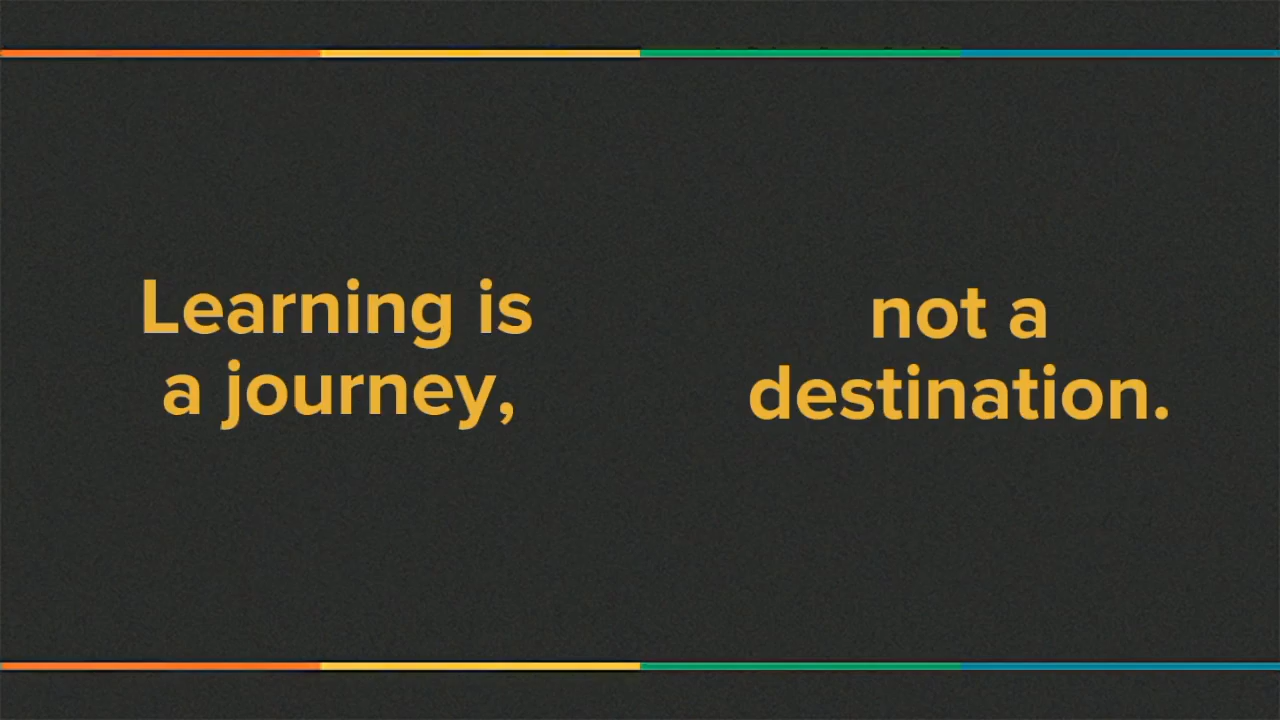 Learning is
a journey,
not a
destination.